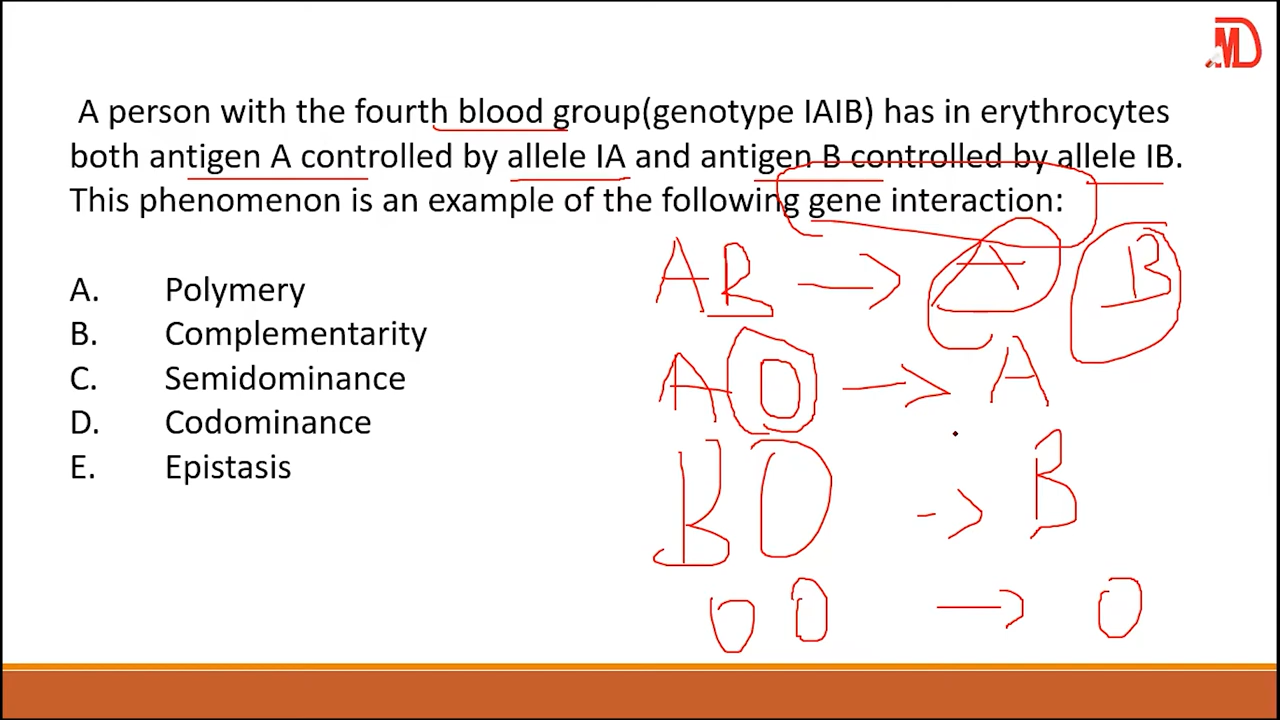 MD
A person with the fourth blood group(genotype IAIB) has in erythrocytes
both antigen A controlled by allele IA and antigen B controlled by allele IB.
This phenomenon is an example of the following gene interaction:
A. Polymery
B. Complementarity
C. Semidominance
D. Codominance
E. Epistasis
AB → A B
AO → A
BO → B
OO → O